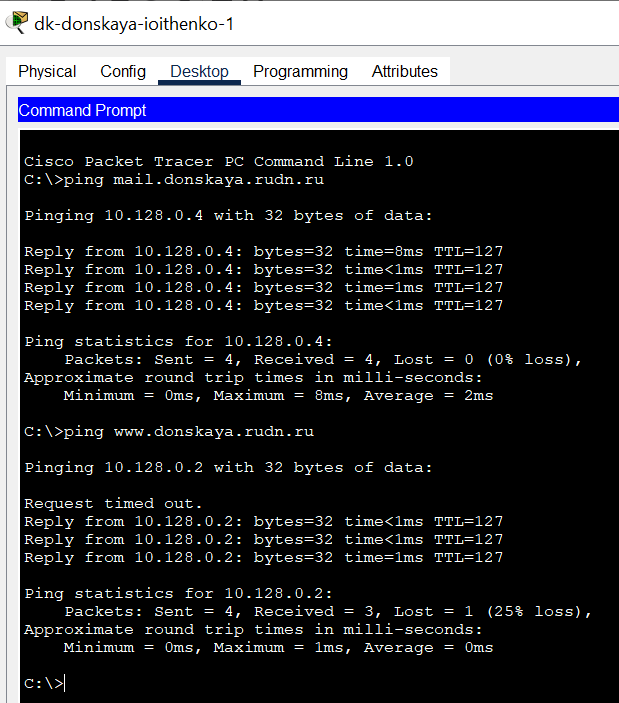 dk-donskaya-ioithenko-1
Physical Config Desktop Programming Attributes
Command Prompt
Cisco Packet Tracer PC Command Line 1.0
C:\>ping mail.donskaya.rudn.ru
Pinging 10.128.0.4 with 32 bytes of data:
Reply from 10.128.0.4: bytes=32 time=8ms TTL=127
Reply from 10.128.0.4: bytes=32 time<1ms TTL=127
Reply from 10.128.0.4: bytes=32 time=1ms TTL=127
Reply from 10.128.0.4: bytes=32 time<1ms TTL=127
Ping statistics for 10.128.0.4:
    Packets: Sent = 4, Received = 4, Lost = 0 (0% loss),
Approximate round trip times in milli-seconds:
    Minimum = 0ms, Maximum = 8ms, Average = 2ms
C:\>ping www.donskaya.rudn.ru
Pinging 10.128.0.2 with 32 bytes of data:
Request timed out.
Reply from 10.128.0.2: bytes=32 time<1ms TTL=127
Reply from 10.128.0.2: bytes=32 time<1ms TTL=127
Reply from 10.128.0.2: bytes=32 time=1ms TTL=127
Ping statistics for 10.128.0.2:
    Packets: Sent = 4, Received = 3, Lost = 1 (25% loss),
Approximate round trip times in milli-seconds:
    Minimum = 0ms, Maximum = 1ms, Average = 0ms
C:\>